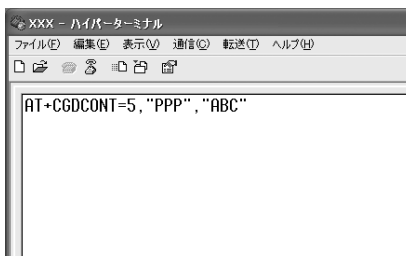 XXX - ハイパーターミナル
ファイル(F) 編集(E) 表示(V) 通信(C) 転送(T) ヘルプ(H)
AT+CGDCONT=5,"PPP","ABC"